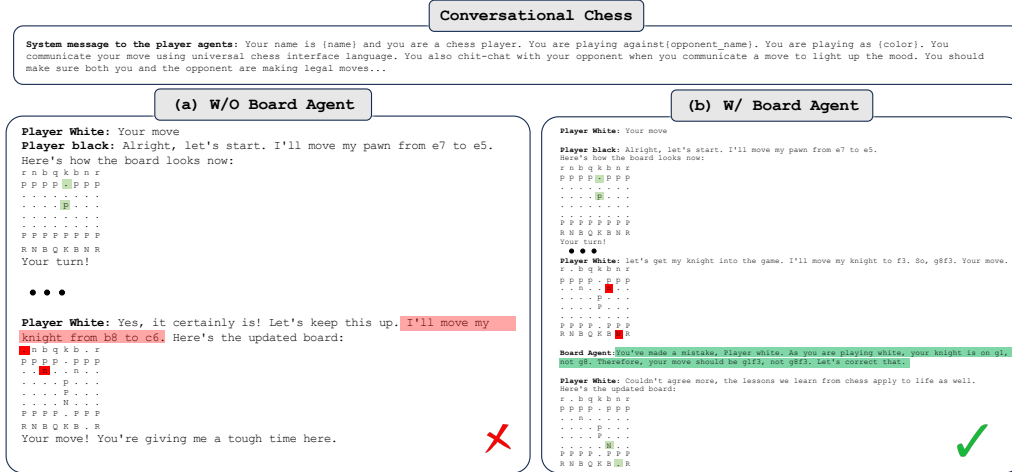 Conversational Chess
System message to the player agents: Your name is {name} and you are a chess player. You are playing against{opponent_name}. You are playing as {color}. You
communicate your move using universal chess interface language. You also chit-chat with your opponent when you communicate a move to light up the mood. You should
make sure both you and the opponent are making legal moves...
(a) W/O Board Agent
Player White: Your move
Player black: Alright, let's start. I'll move my pawn from e7 to e5.
Here's how the board looks now:
r n b q k b n r
p p p p . p p p
. . . . . . . .
. . . . p . . .
. . . . . . . .
. . . . . . . .
P P P P P P P P
R N B Q K B N R
Your turn!
• • •
Player White: Yes, it certainly is! Let's keep this up. I'll move my
knight from b8 to c6. Here's the updated board:
. n b q k b . r
p p p p . p p p
. . n . . n . .
. . . . p . . .
. . . . P . . .
. . . . N . . .
P P P P . P P P
R N B Q K B . R
Your move! You're giving me a tough time here.
(b) W/ Board Agent
Player White: Your move
Player black: Alright, let's start. I'll move my pawn from e7 to e5.
Here's how the board looks now:
r n b q k b n r
p p p p . p p p
. . . . . . . .
. . . . p . . .
. . . . . . . .
. . . . . . . .
P P P P P P P P
R N B Q K B N R
Your turn!
• • •
Player White: let's get my knight into the game. I'll move my knight to f3. So, g8f3. Your move.
r . b q k b n r
p p p p . p p p
. . n . .
. . . . p . . .
. . . . P . . .
. . . . . . . .
P P P P . P P P
R N B Q K B N R
Board Agent:You've made a mistake, Player white. As you are playing white, your knight is on g1,
not g8. Therefore, your move should be g1f3, not g8f3. Let's correct that.
Player White: Couldn't agree more, the lessons we learn from chess apply to life as well.
Here's the updated board:
r . b q k b n r
p p p p . p p p
. . n . . . . .
. . . . p . . .
. . . . P . . .
. . . . . N . .
P P P P . P P P
R N B Q K B . R